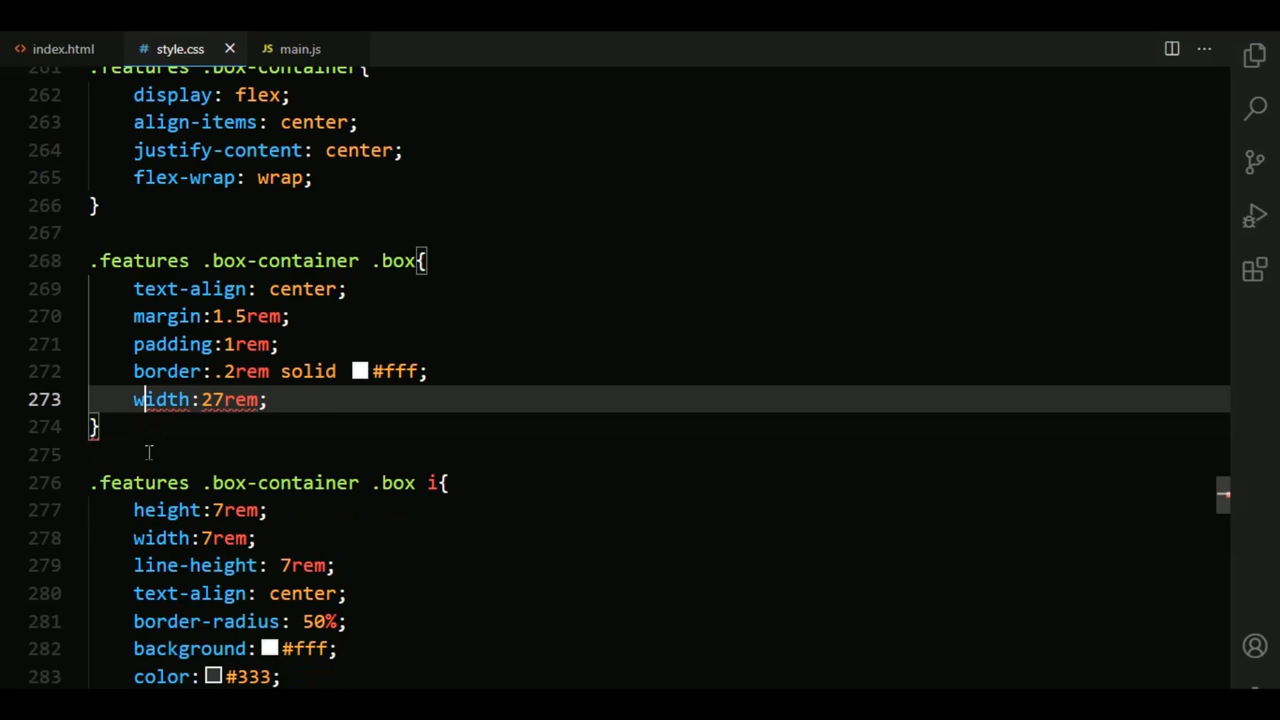 index.html
style.css
main.js
261 .features .box-container{
262 display: flex;
263 align-items: center;
264 justify-content: center;
265 flex-wrap: wrap;
266 }
267
268 .features .box-container .box{
269 text-align: center;
270 margin:1.5rem;
271 padding:1rem;
272 border:.2rem solid #fff;
273 width:27rem;
274 }
275
276 .features .box-container .box i{
277 height:7rem;
278 width:7rem;
279 line-height: 7rem;
280 text-align: center;
281 border-radius: 50%;
282 background: #fff;
283 color: #333;